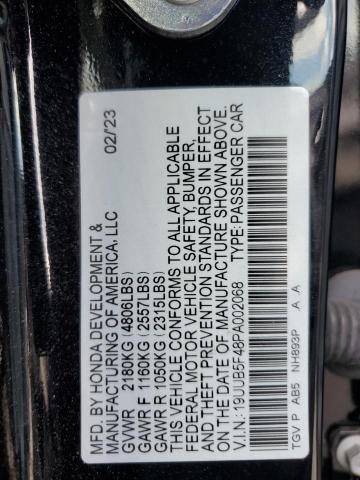 MFD. BY HONDA DEVELOPMENT & 02/'23
MANUFACTURING OF AMERICA, LLC
GVWR 2180KG (4806LBS)
GAWR F 1160KG (2557LBS)
GAWR R 1050KG (2315LBS)
THIS VEHICLE CONFORMS TO ALL APPLICABLE
FEDERAL MOTOR VEHICLE SAFETY, BUMPER,
AND THEFT PREVENTION STANDARDS IN EFFECT
ON THE DATE OF MANUFACTURE SHOWN ABOVE.
V.I.N.: 19UUB5F48PA002068 TYPE: PASSENGER CAR
TGV P AB5 NH893P A A